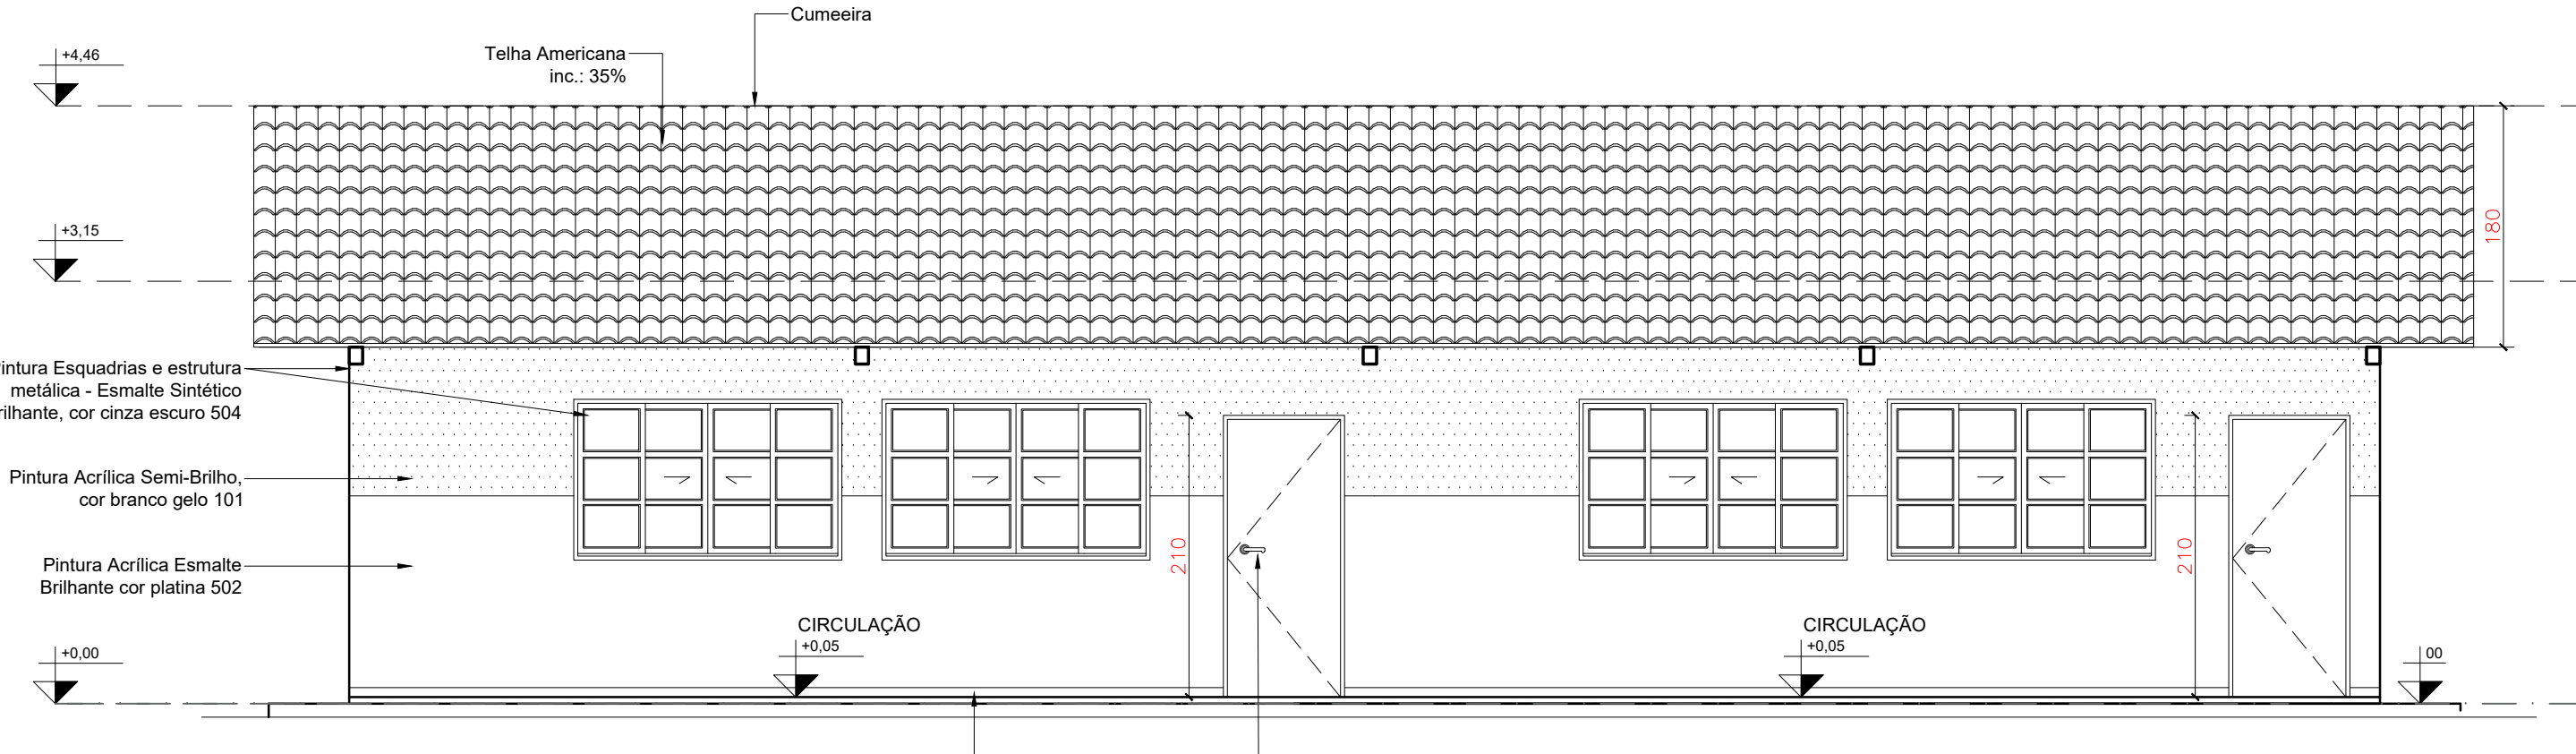 Cumeeira
+4,46
Telha Americana
inc.: 35%
+3,15
180
intura Esquadrias e estrutura
metálica - Esmalte Sintético
rilhante, cor cinza escuro 504
Pintura Acrílica Semi-Brilho,
cor branco gelo 101
210
210
Pintura Acrílica Esmalte
Brilhante cor platina 502
CIRCULAÇÃO
+0,05
CIRCULAÇÃO
+0,05
+0,00
00